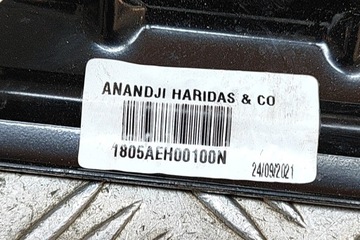 ANANDJI HARIDAS & CO
1805AEH00100N
24/09/2021